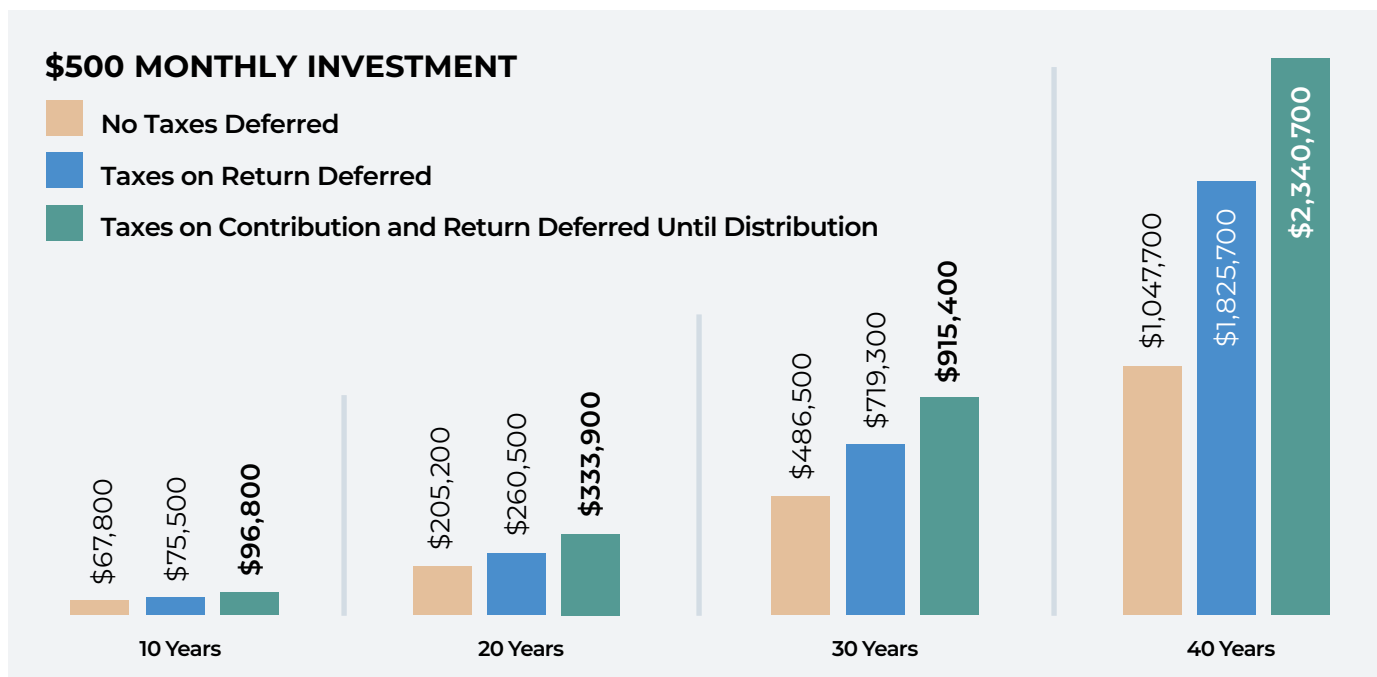 $500 MONTHLY INVESTMENT
No Taxes Deferred
Taxes on Return Deferred
Taxes on Contribution and Return Deferred Until Distribution
$67,800
$75,500
$96,800
10 Years
$205,200
$260,500
$333,900
20 Years
$486,500
$719,300
$915,400
30 Years
$1,047,700
$1,825,700
$2,340,700
40 Years